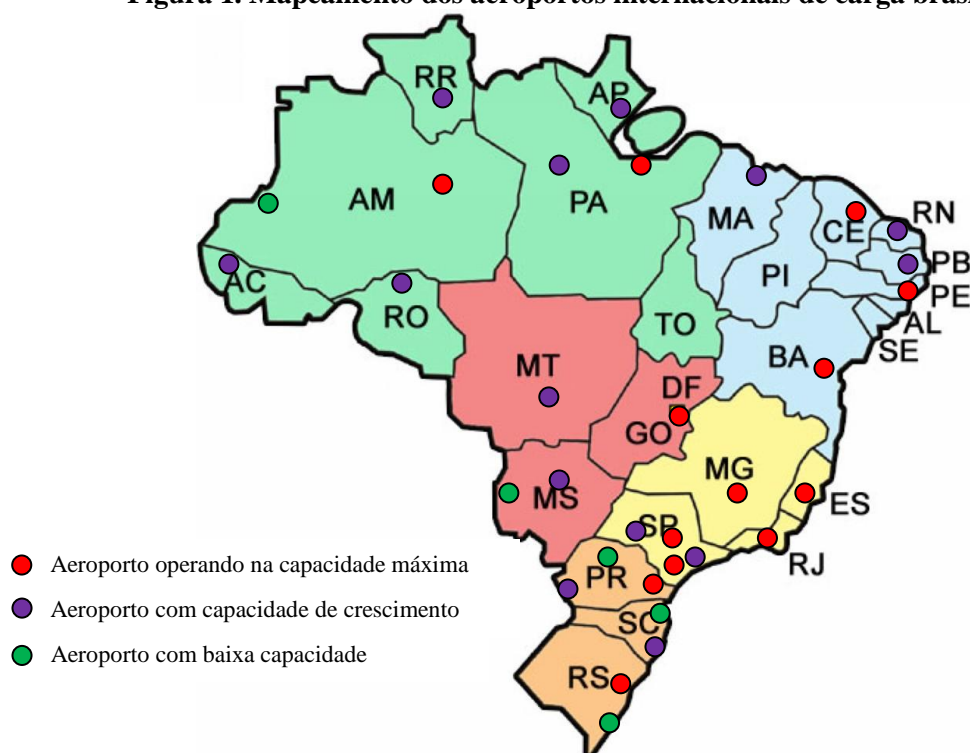 Figura 1. Mapeamento dos aeroportos internacionais de carga brasi
RR
AP
AM
PA
MA
CE
RN
PB
PI
PE
AC
RO
TO
AL
SE
BA
MT
DF
GO
MG
MS
ES
SP
RJ
PR
SC
RS
Aeroporto operando na capacidade máxima
Aeroporto com capacidade de crescimento
Aeroporto com baixa capacidade